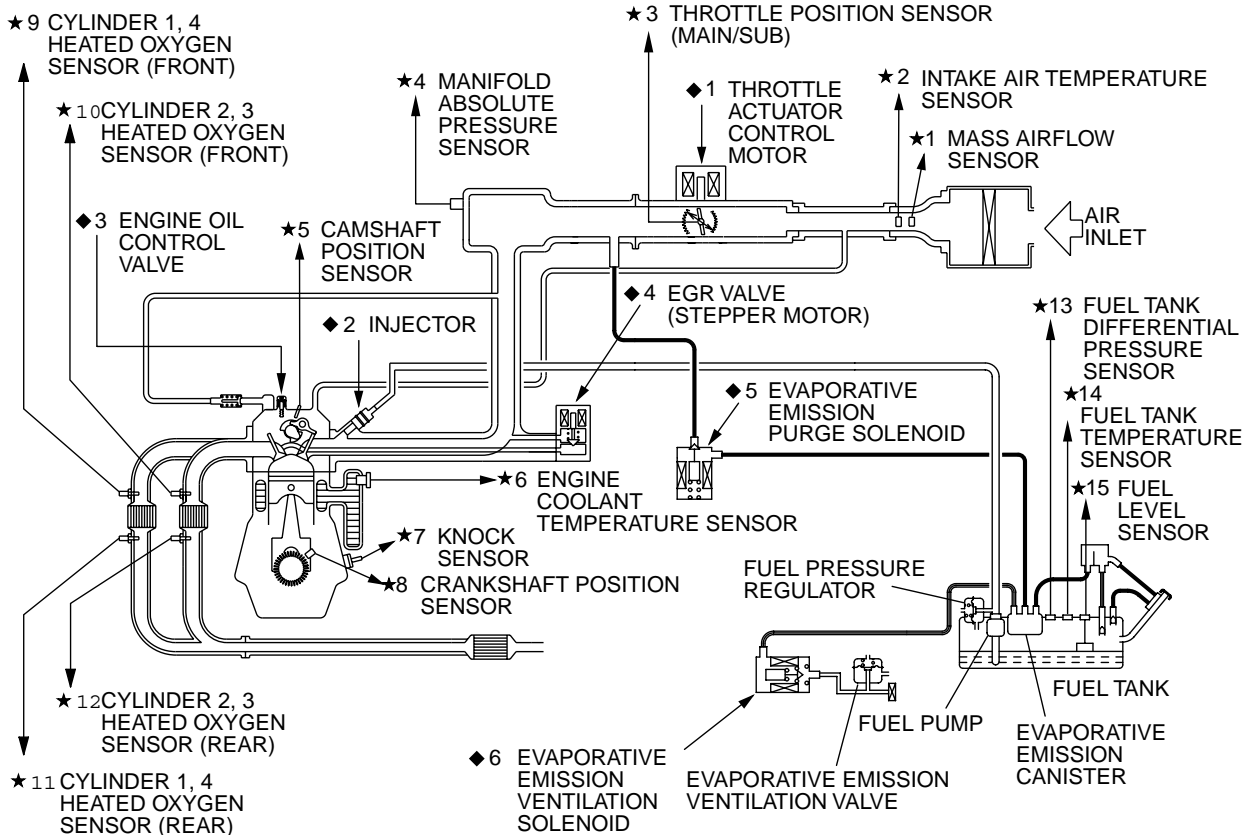 ★9 CYLINDER 1, 4
HEATED OXYGEN
SENSOR (FRONT)
★10 CYLINDER 2, 3
HEATED OXYGEN
SENSOR (FRONT)
★4 MANIFOLD
ABSOLUTE
PRESSURE
SENSOR
★3 THROTTLE POSITION SENSOR
(MAIN/SUB)
◆1 THROTTLE
ACTUATOR
CONTROL
MOTOR
★2 INTAKE AIR TEMPERATURE
SENSOR
★1 MASS AIRFLOW
SENSOR
AIR
INLET
◆3 ENGINE OIL
CONTROL
VALVE
★5 CAMSHAFT
POSITION
SENSOR
◆2 INJECTOR
◆4 EGR VALVE
(STEPPER MOTOR)
★13 FUEL TANK
DIFFERENTIAL
PRESSURE
SENSOR
★14
FUEL TANK
TEMPERATURE
SENSOR
★15 FUEL
LEVEL
SENSOR
◆5 EVAPORATIVE
EMISSION
PURGE SOLENOID
★6 ENGINE
COOLANT
TEMPERATURE SENSOR
★7 KNOCK
SENSOR
★8 CRANKSHAFT POSITION
SENSOR
FUEL PRESSURE
REGULATOR
FUEL TANK
FUEL PUMP
EVAPORATIVE
EMISSION
CANISTER
★12 CYLINDER 2, 3
HEATED OXYGEN
SENSOR (REAR)
★11 CYLINDER 1, 4
HEATED OXYGEN
SENSOR (REAR)
◆6 EVAPORATIVE
EMISSION
VENTILATION
SOLENOID
EVAPORATIVE EMISSION
VENTILATION VALVE